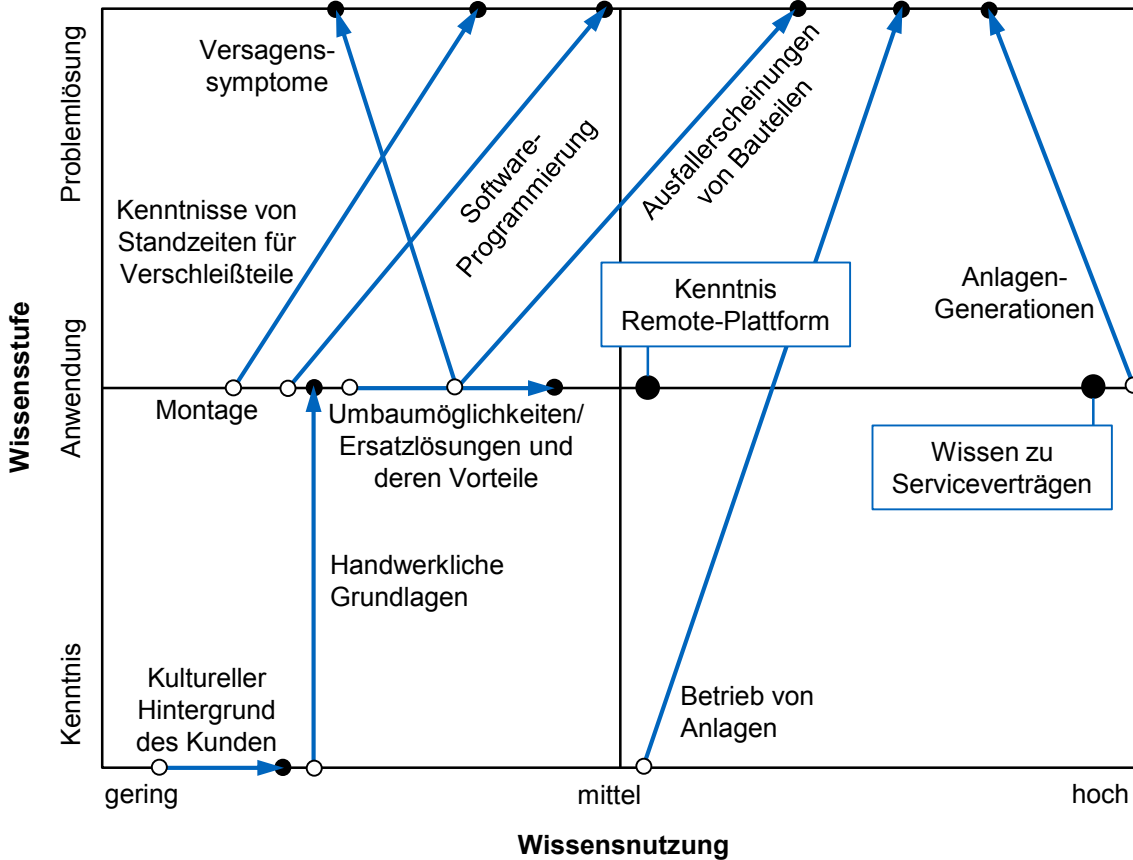 Problemlösung
Versagens-
symptome
Software-
Programmierung
Ausfallerscheinungen
von Bauteilen
Kenntnisse von
Standzeiten für
Verschleißteile
Kenntnis
Remote-Plattform
Anlagen-
Generationen
Wissensstufe
Anwendung
Montage
Umbaumöglichkeiten/
Ersatzlösungen und
deren Vorteile
Wissen zu
Serviceverträgen
Handwerkliche
Grundlagen
Kenntnis
Kultureller
Hintergrund
des Kunden
Betrieb von
Anlagen
gering
mittel
hoch
Wissensnutzung